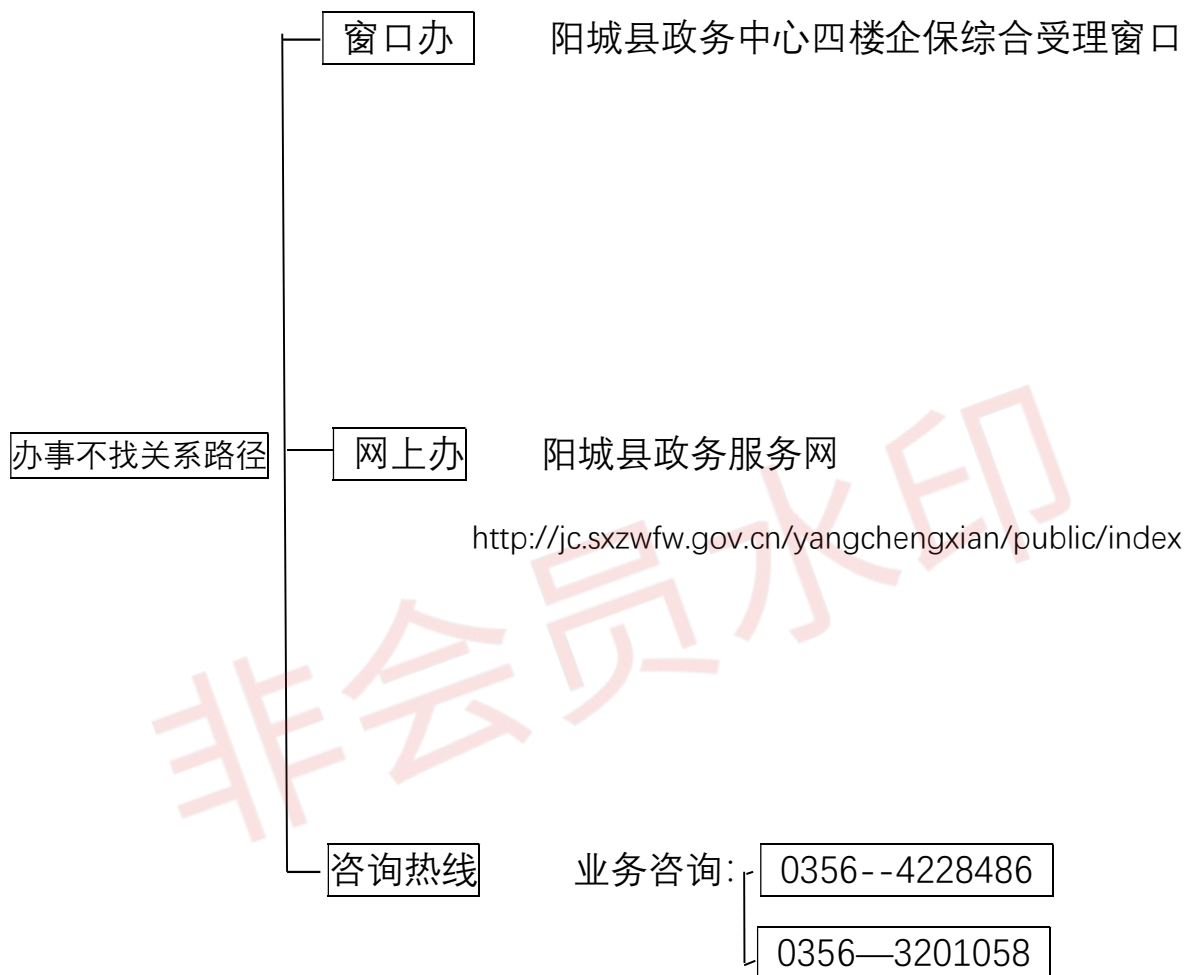 窗口办 阳城县政务中心四楼企保综合受理窗口
办事不找关系路径 网上办 阳城县政务服务网
http://jc.sxzwfw.gov.cn/yangchengxian/public/index
非会员水印
咨询热线 业务咨询： 0356--4228486
0356—3201058